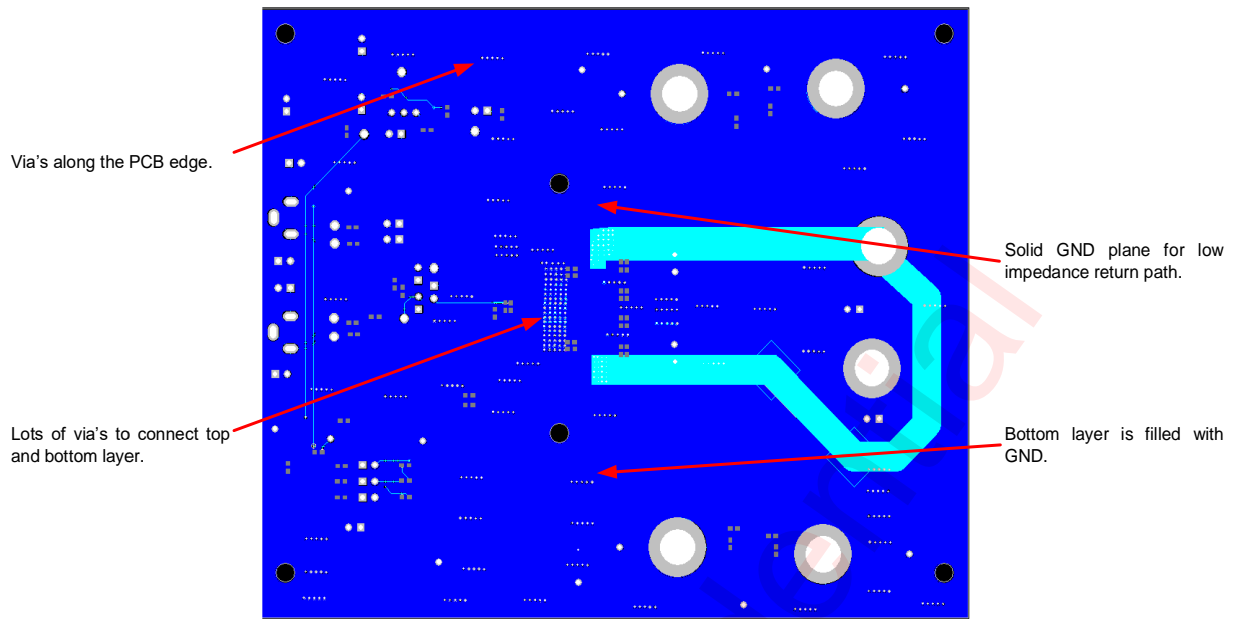 Via's along the PCB edge.
Solid GND plane for low
impedance return path.
Lots of via's to connect top
and bottom layer.
Bottom layer is filled with
GND.